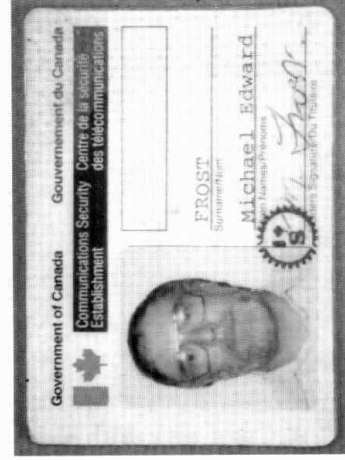 Government of Canada Gouvernement du Canada
Communications Security Centre de la sécurité
Establishment des télécommunications
FROST
Surname/Nom
Michael Edward
Names/Prénoms
Signature Du Titulaire